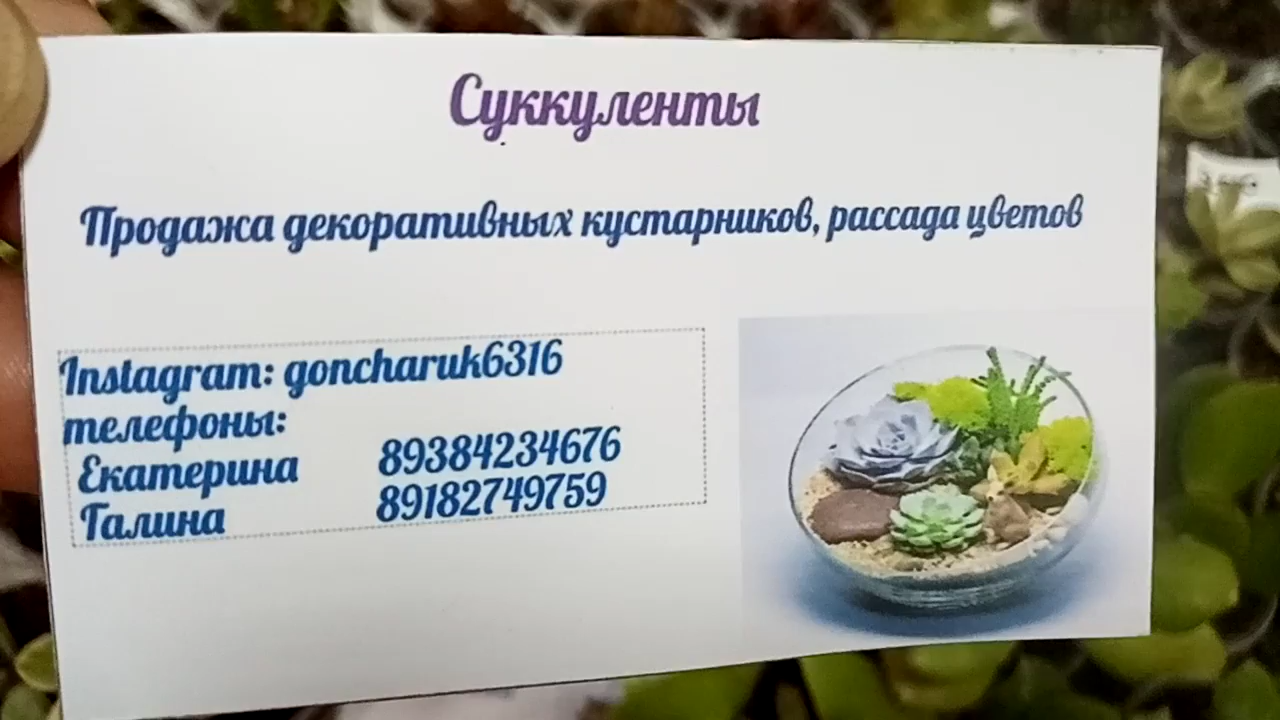 Суккуленты
Продажа декоративных кустарников, рассада цветов
Instagram: goncharuk6316
телефоны:
Екатерина 89384234676
Галина 89182749759